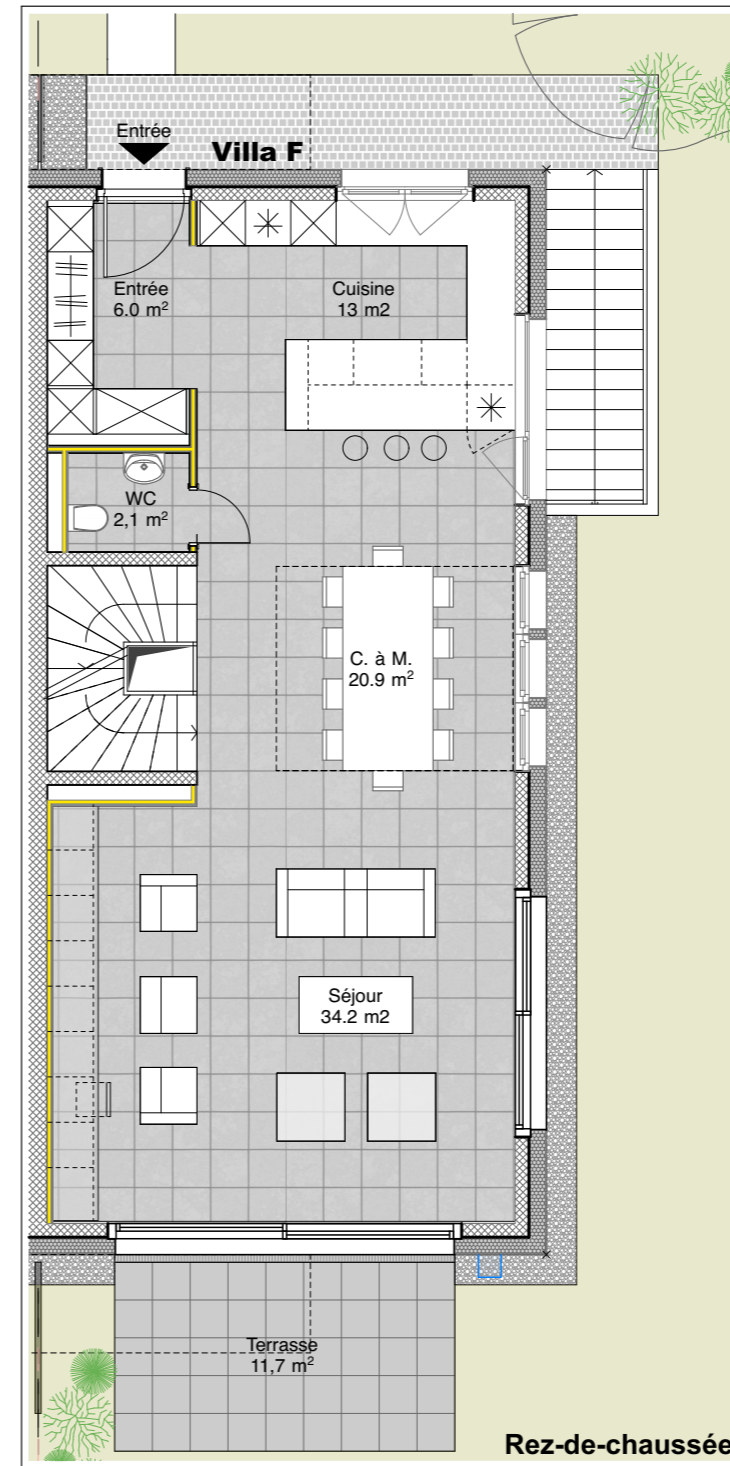 Entrée
Villa F
Entrée
6.0 m²
Cuisine
13 m2
WC
2,1 m²
C. à M.
20.9 m²
Séjour
34.2 m2
Terrasse
11,7 m²
Rez-de-chaussée